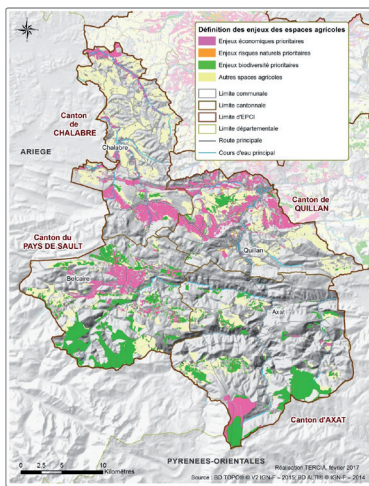 Définition des enjeux des espaces agricoles
Enjeux économiques prioritaires
Enjeux risques naturels prioritaires
Enjeux biodiversité prioritaires
Autres espaces agricoles
Limite communale
Limite cantonnale
Limite d'EPCI
Limite départementale
Route principale
Cours d'eau principal
Canton
de
CHALABRE
Chalabre
ARIEGE
Canton de
QUILLAN
Canton du
PAYS DE SAULT
Quillan
Belcaire
Axat
Canton d'AXAT
PYRENEES-ORIENTALES
0 2,5 5 10
Kilomètres
Réalisation TERCIA, février 2017
Source : BD TOPO® © V2 IGN-F – 2015; BD ALTI® © IGN-F – 2014